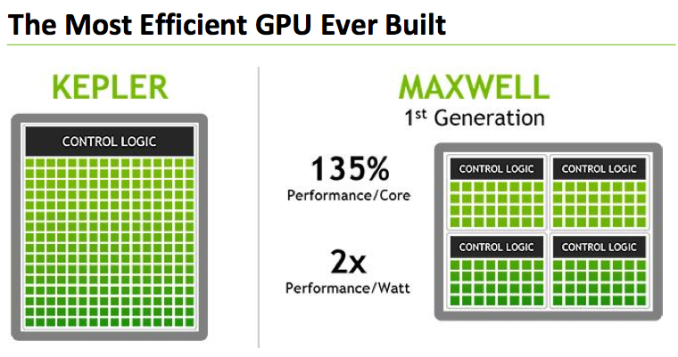 The Most Efficient GPU Ever Built
KEPLER
CONTROL LOGIC
MAXWELL
1st Generation
135%
Performance/Core
2x
Performance/Watt
CONTROL LOGIC
CONTROL LOGIC
CONTROL LOGIC
CONTROL LOGIC